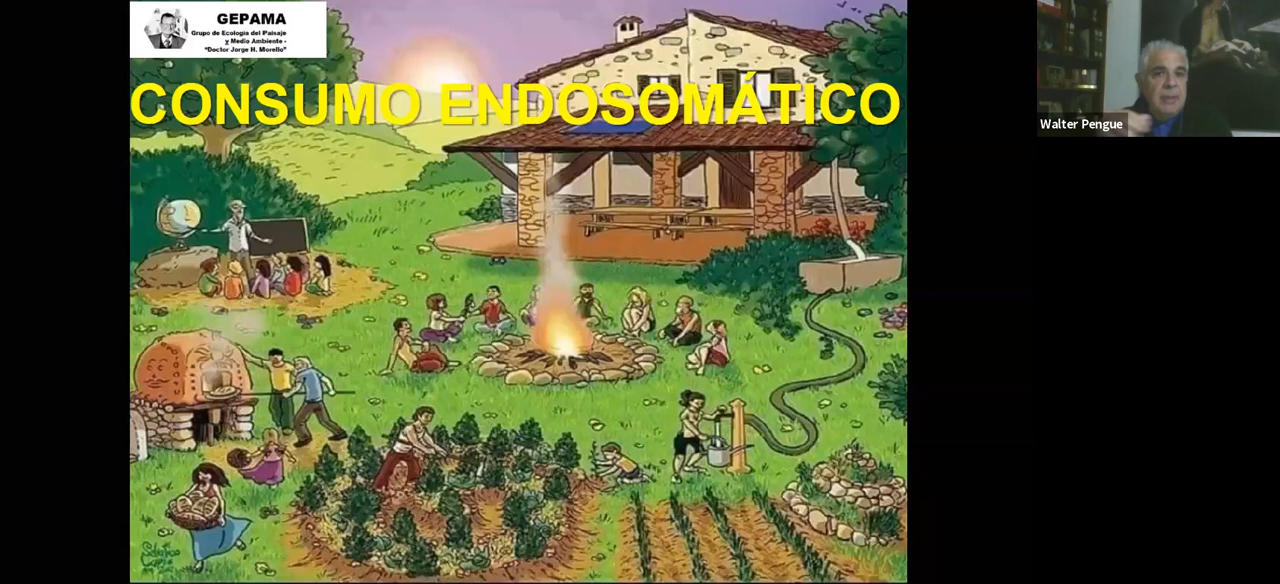 GEPAMA
Grupo de Ecología del Paisaje
y Medio Ambiente -
"Doctor Jorge H. Morello"
CONSUMO ENDOSOMÁTICO
Walter Pengue